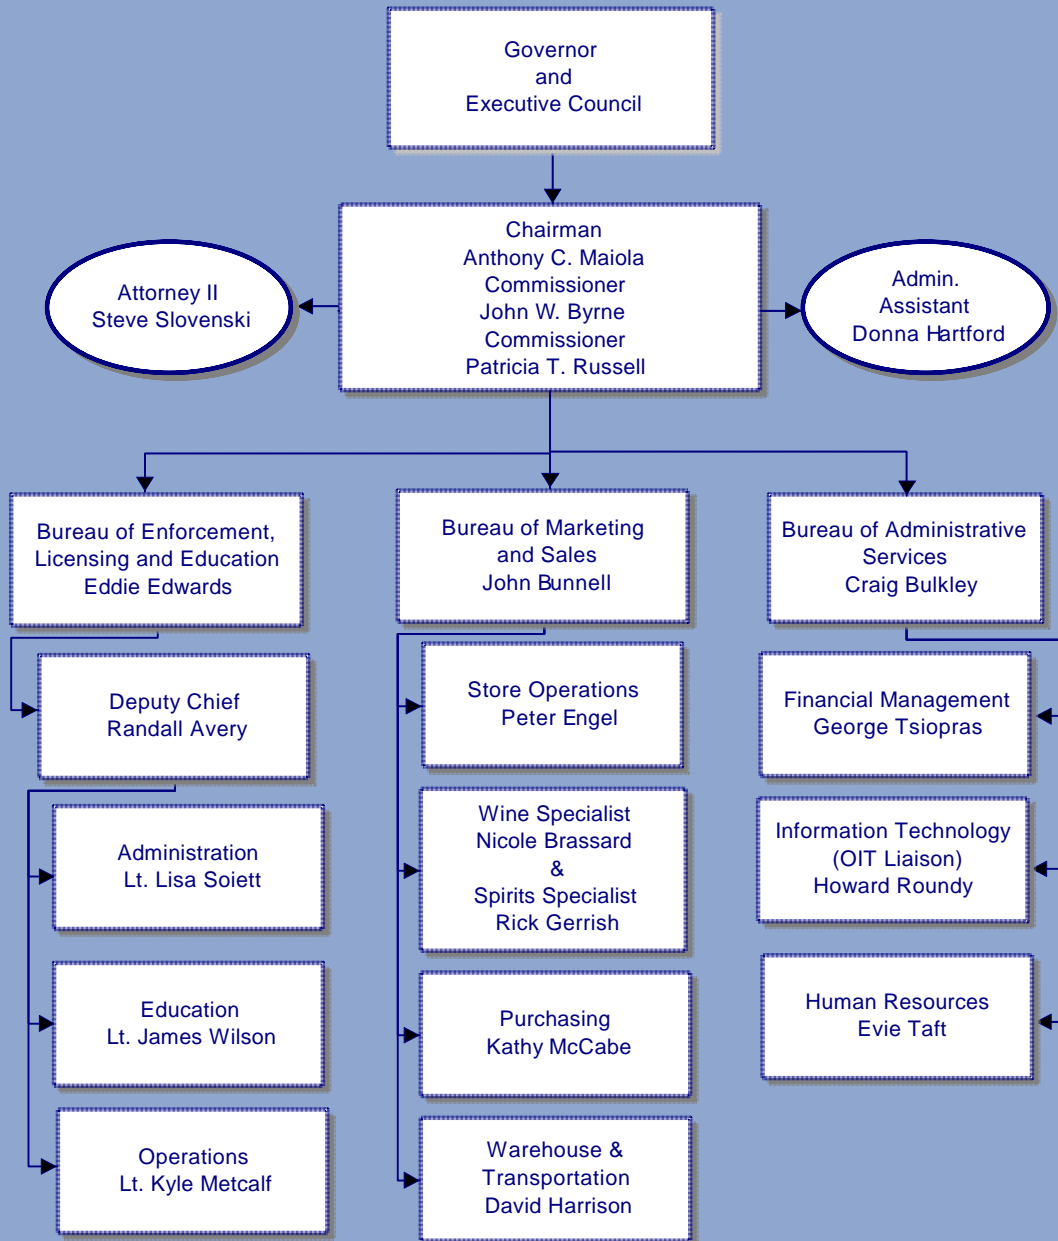 Governor
and
Executive Council
Chairman
Anthony C. Maiola
Commissioner
John W. Byrne
Commissioner
Patricia T. Russell
Attorney II
Steve Slovenski
Admin.
Assistant
Donna Hartford
Bureau of Enforcement,
Licensing and Education
Eddie Edwards
Deputy Chief
Randall Avery
Administration
Lt. Lisa Soiett
Education
Lt. James Wilson
Operations
Lt. Kyle Metcalf
Bureau of Marketing
and Sales
John Bunnell
Store Operations
Peter Engel
Wine Specialist
Nicole Brassard
&
Spirits Specialist
Rick Gerrish
Purchasing
Kathy McCabe
Warehouse &
Transportation
David Harrison
Bureau of Administrative
Services
Craig Bulkley
Financial Management
George Tsiopras
Information Technology
(OIT Liaison)
Howard Roundy
Human Resources
Evie Taft